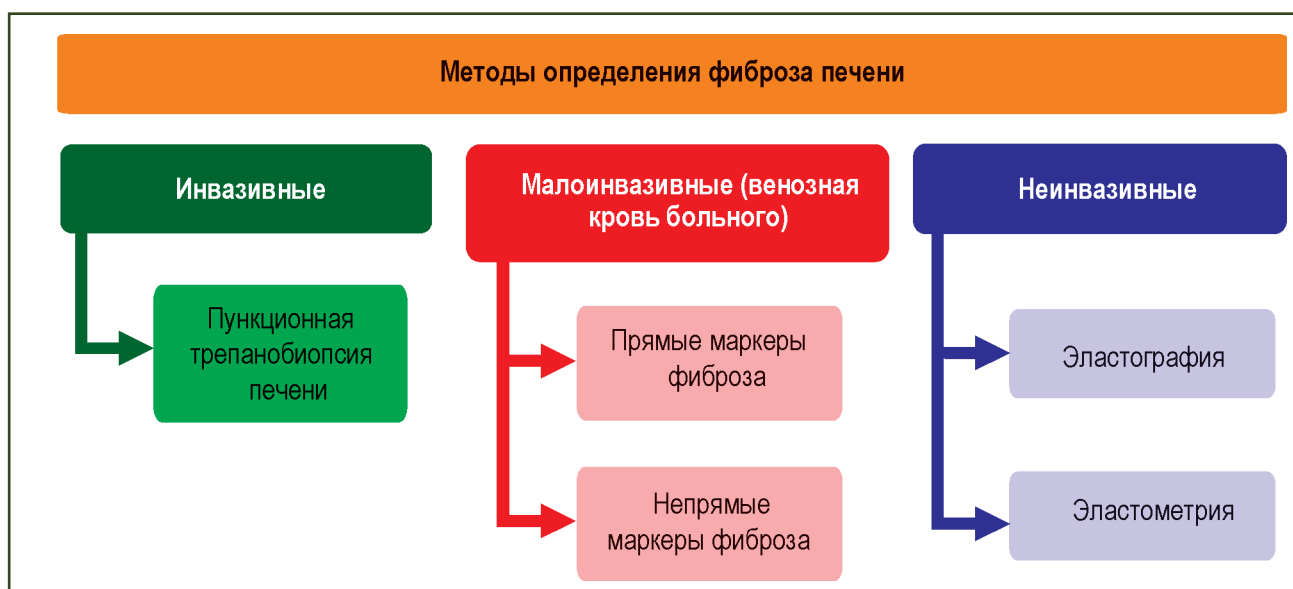 Методы определения фиброза печени
Инвазивные
Пункционная
трепанобиопсия
печени
Малоинвазивные (венозная
кровь больного)
Прямые маркеры
фиброза
Непрямые
маркеры фиброза
Неинвазивные
Эластография
Эластометрия